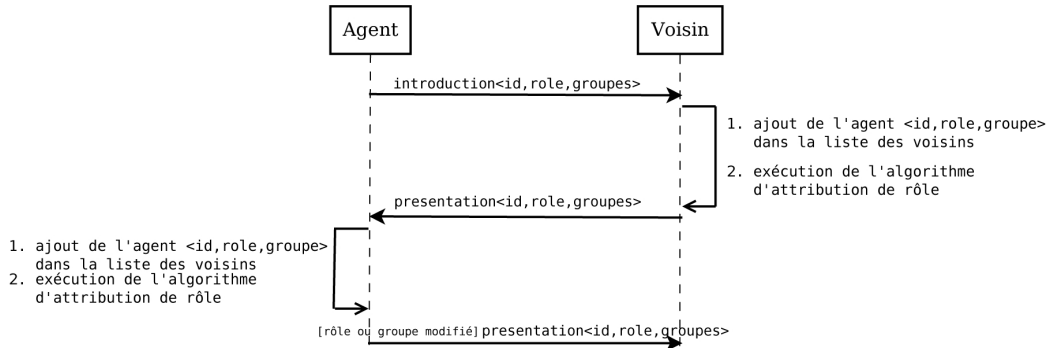 Agent
Voisin
introduction<id,role,groupes>
1. ajout de l'agent <id,role,groupe>
dans la liste des voisins
2. exécution de l'algorithme
d'attribution de rôle
presentation<id,role,groupes>
1. ajout de l'agent <id,role,groupe>
dans la liste des voisins
2. exécution de l'algorithme
d'attribution de rôle
[rôle ou groupe modifié] presentation<id,role,groupes>